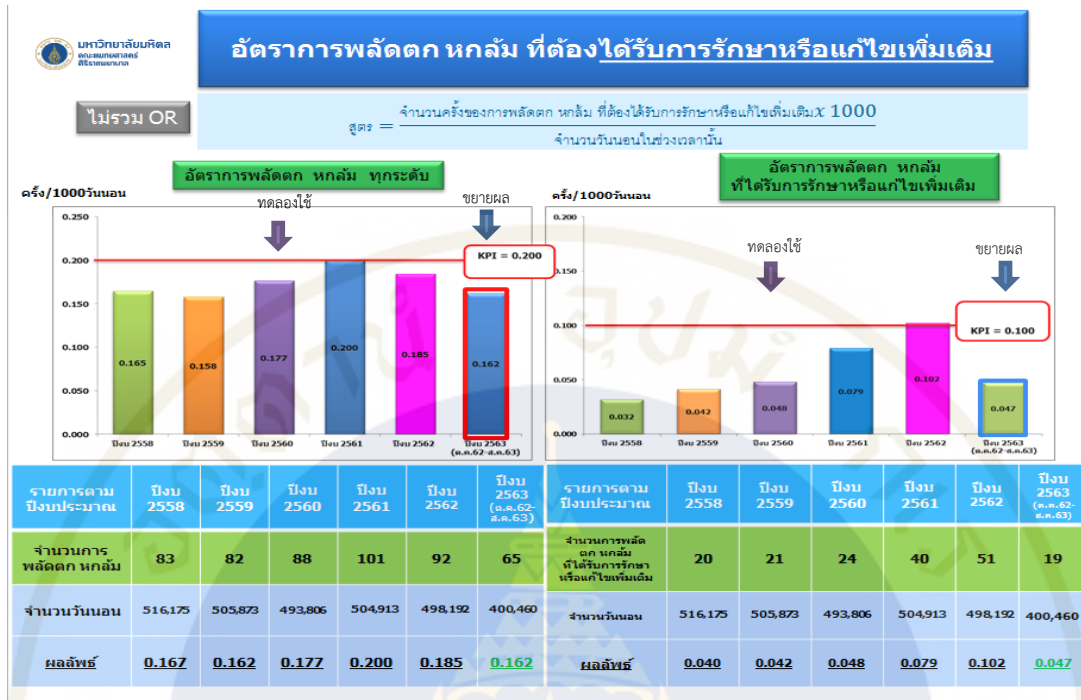 มหาวิทยาลัยมหิดล
คณะแพทยศาสตร์
ศิริราชพยาบาล
อัตราการพลัดตก หกล้ม ที่ต้องได้รับการรักษาหรือแก้ไขเพิ่มเติม
ไม่รวม OR
สูตร = จำนวนครั้งของการพลัดตก หกล้ม ที่ต้องได้รับการรักษาหรือแก้ไขเพิ่มเติมx 1000
จำนวนวันนอนในช่วงเวลานั้น
อัตราการพลัดตก หกล้ม ทุกระดับ
ครั้ง/1000วันนอน
ทดลองใช้
ขยายผล
0.250
0.200
0.150
0.100
0.050
0.000
KPI = 0.200
0.165
0.158
0.177
0.200
0.185
0.162
ปีงบ 2558
ปีงบ 2559
ปีงบ 2560
ปีงบ 2561
ปีงบ 2562
ปีงบ 2563
(ต.ค.62-ส.ค.63)
อัตราการพลัดตก หกล้ม
ที่ได้รับการรักษาหรือแก้ไขเพิ่มเติม
ครั้ง/1000วันนอน
ทดลองใช้
ขยายผล
0.200
0.150
0.100
0.050
0.000
KPI = 0.100
0.032
0.042
0.048
0.079
0.102
0.047
ปีงบ 2558
ปีงบ 2559
ปีงบ 2560
ปีงบ 2561
ปีงบ 2562
ปีงบ 2563
(ต.ค.62-ส.ค.63)
รายการตาม
ปีงบประมาณ
ปีงบ
2558
ปีงบ
2559
ปีงบ
2560
ปีงบ
2561
ปีงบ
2562
ปีงบ
2563
(ต.ค.62-
ส.ค.63)
จำนวนการ
พลัดตก หกล้ม
83 82 88 101 92 65
จำนวนวันนอน 516,175 505,873 493,806 504,913 498,192 400,460
ผลลัพธ์ 0.167 0.162 0.177 0.200 0.185 0.162
รายการตาม
ปีงบประมาณ
ปีงบ
2558
ปีงบ
2559
ปีงบ
2560
ปีงบ
2561
ปีงบ
2562
ปีงบ
2563
(ต.ค.62-
ส.ค.63)
จำนวนการพลัด
ตก หกล้ม
ที่ได้รับการรักษา
หรือแก้ไขเพิ่มเติม
20 21 24 40 51 19
จำนวนวันนอน 516,175 505,873 493,806 504,913 498,192 400,460
ผลลัพธ์ 0.040 0.042 0.048 0.079 0.102 0.047